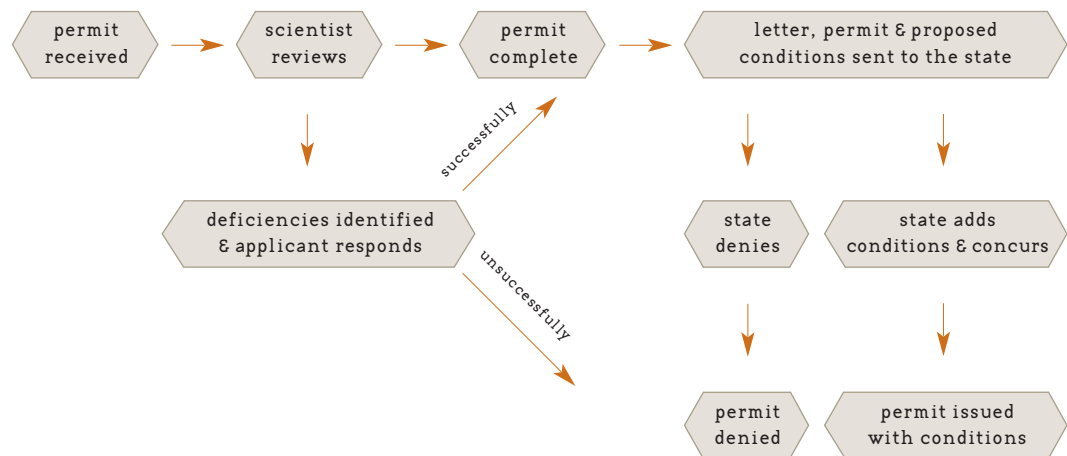 permit
received
scientist
reviews
permit
complete
letter, permit & proposed
conditions sent to the state
successfully
deficiencies identified
& applicant responds
state
denies
state adds
conditions & concurs
unsuccessfully
permit
denied
permit issued
with conditions